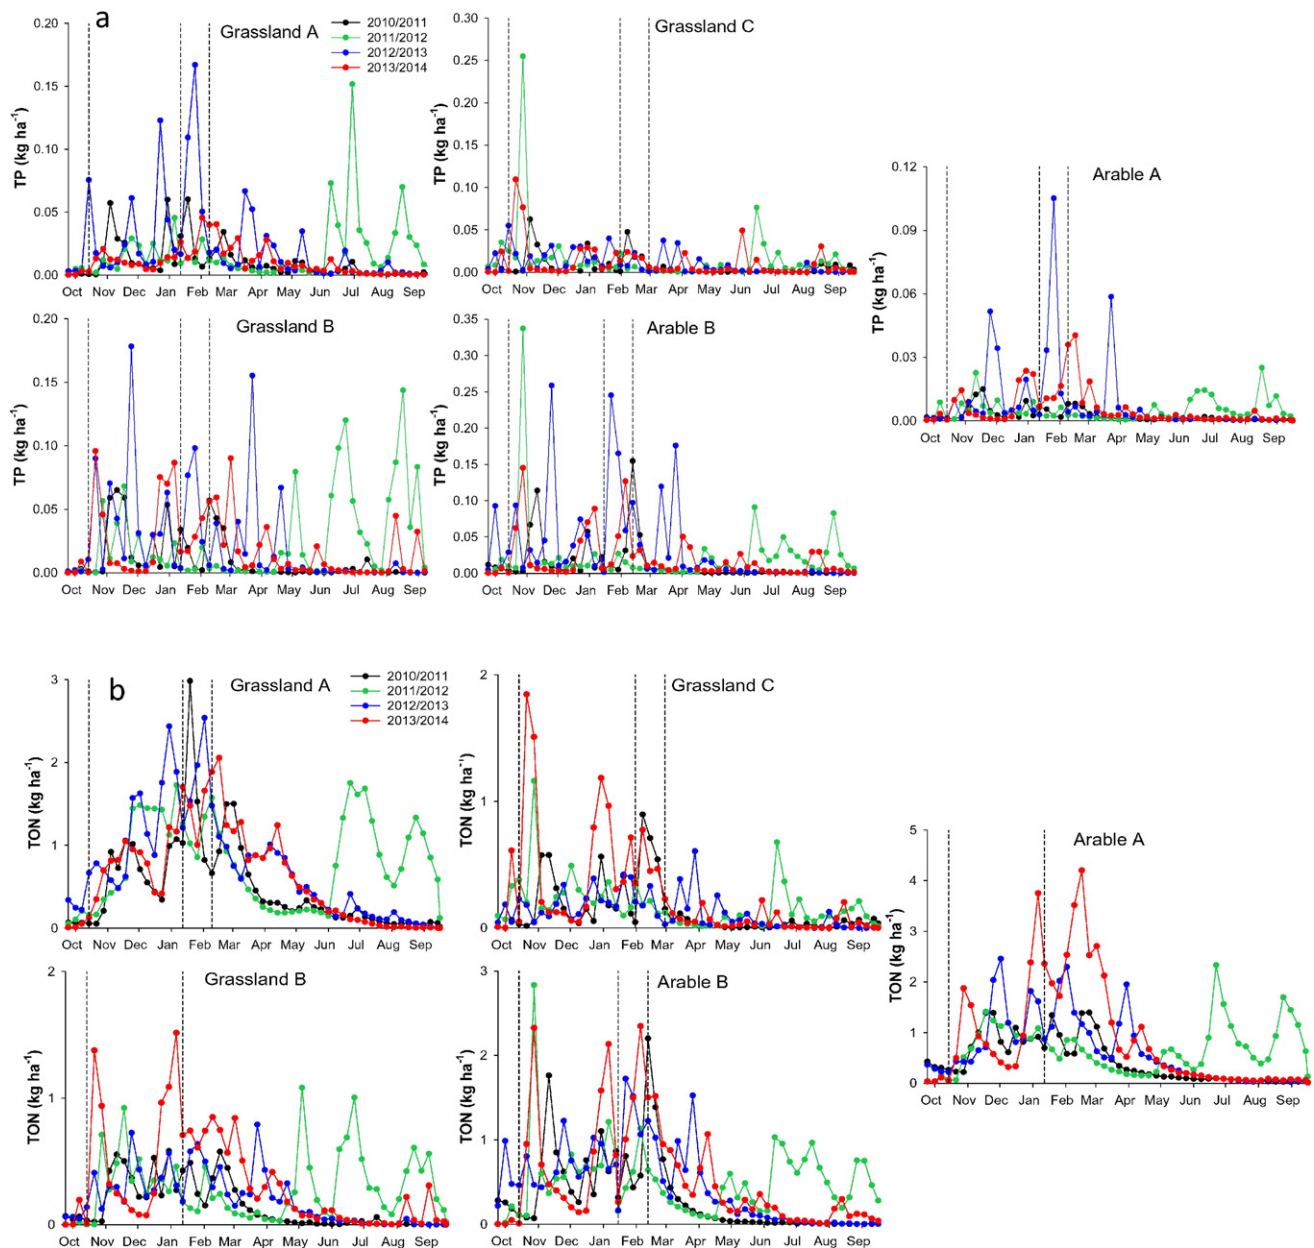 a
Grassland A
2010/2011
2011/2012
2012/2013
2013/2014
TP (kg ha⁻¹)
0.20
0.15
0.10
0.05
0.00
Oct Nov Dec Jan Feb Mar Apr May Jun Jul Aug Sep
Grassland C
TP (kg ha⁻¹)
0.30
0.25
0.20
0.15
0.10
0.05
0.00
Oct Nov Dec Jan Feb Mar Apr May Jun Jul Aug Sep
Arable A
TP (kg ha⁻¹)
0.12
0.09
0.06
0.03
0.00
Oct Nov Dec Jan Feb Mar Apr May Jun Jul Aug Sep
Grassland B
TP (kg ha⁻¹)
0.20
0.15
0.10
0.05
0.00
Oct Nov Dec Jan Feb Mar Apr May Jun Jul Aug Sep
Arable B
TP (kg ha⁻¹)
0.35
0.30
0.25
0.20
0.15
0.10
0.05
0.00
Oct Nov Dec Jan Feb Mar Apr May Jun Jul Aug Sep
b
Grassland A
2010/2011
2011/2012
2012/2013
2013/2014
TON (kg ha⁻¹)
3
2
1
0
Oct Nov Dec Jan Feb Mar Apr May Jun Jul Aug Sep
Grassland C
TON (kg ha⁻¹)
2
1
0
Oct Nov Dec Jan Feb Mar Apr May Jun Jul Aug Sep
Arable A
TON (kg ha⁻¹)
5
4
3
2
1
0
Oct Nov Dec Jan Feb Mar Apr May Jun Jul Aug Sep
Grassland B
TON (kg ha⁻¹)
2
1
0
Oct Nov Dec Jan Feb Mar Apr May Jun Jul Aug Sep
Arable B
TON (kg ha⁻¹)
3
2
1
0
Oct Nov Dec Jan Feb Mar Apr May Jun Jul Aug Sep